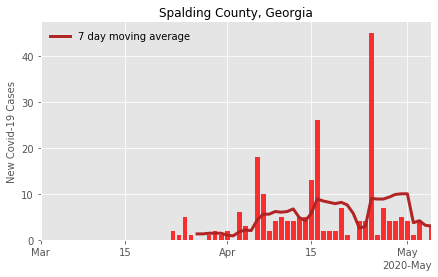 Spalding County, Georgia
7 day moving average
New Covid-19 Cases
40
30
20
10
0
Mar
15
Apr
15
May
2020-May